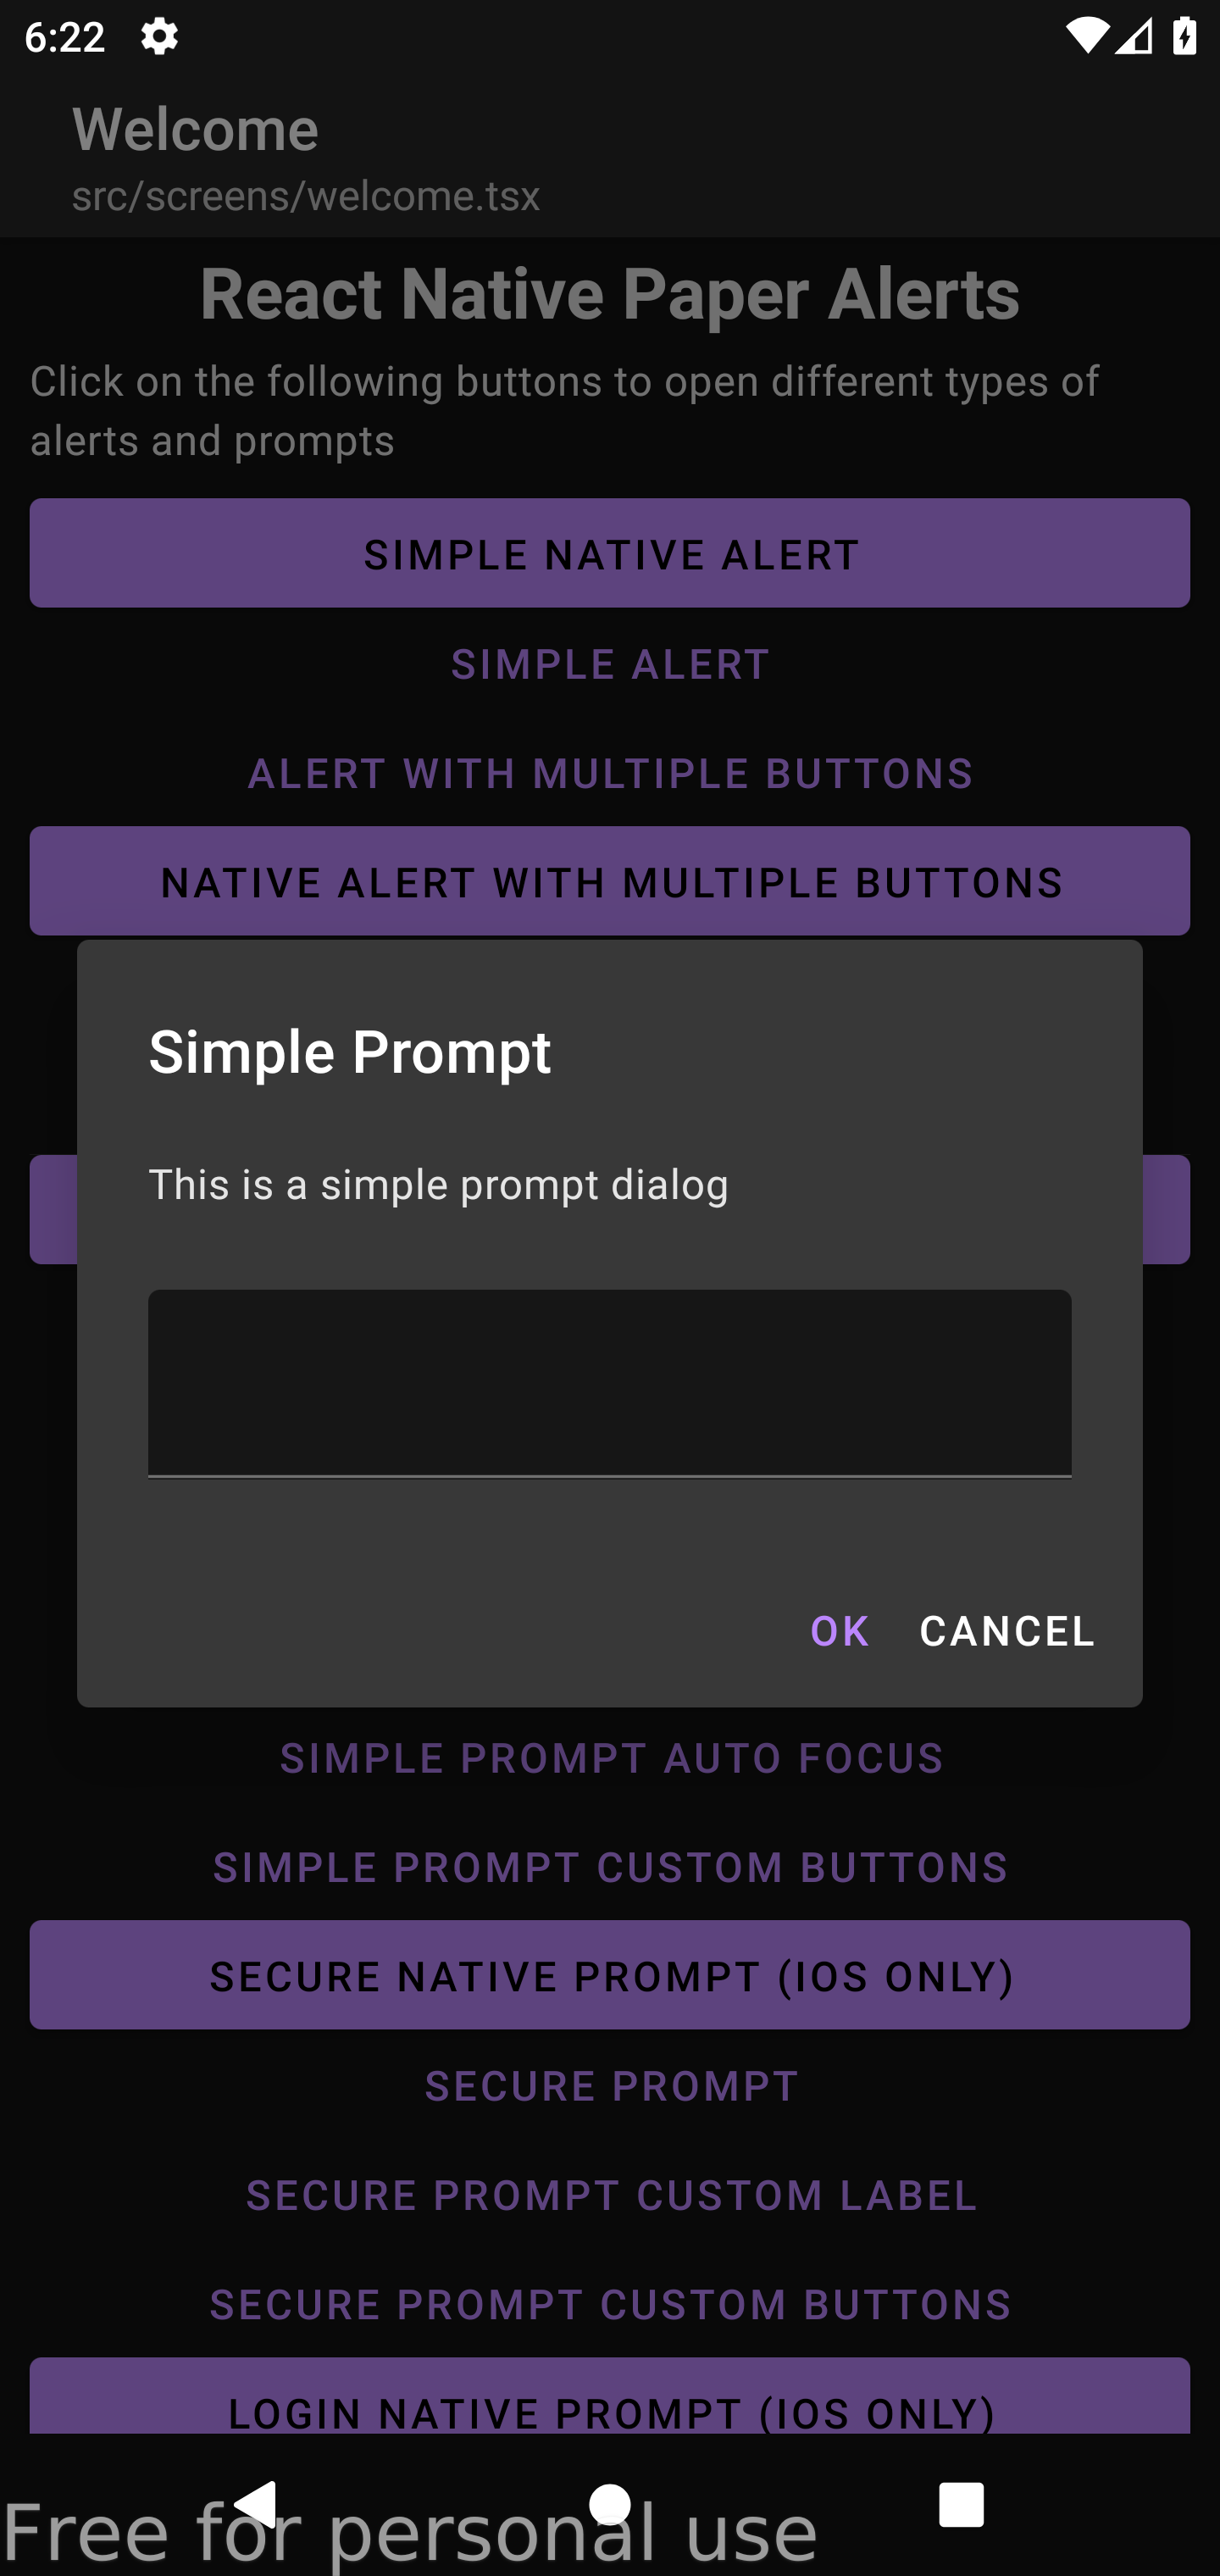 6:22
Welcome
src/screens/welcome.tsx
React Native Paper Alerts
Click on the following buttons to open different types of
alerts and prompts
SIMPLE NATIVE ALERT
SIMPLE ALERT
ALERT WITH MULTIPLE BUTTONS
NATIVE ALERT WITH MULTIPLE BUTTONS
Simple Prompt
This is a simple prompt dialog
OK CANCEL
SIMPLE PROMPT AUTO FOCUS
SIMPLE PROMPT CUSTOM BUTTONS
SECURE NATIVE PROMPT (IOS ONLY)
SECURE PROMPT
SECURE PROMPT CUSTOM LABEL
SECURE PROMPT CUSTOM BUTTONS
LOGIN NATIVE PROMPT (IOS ONLY)
Free for personal use